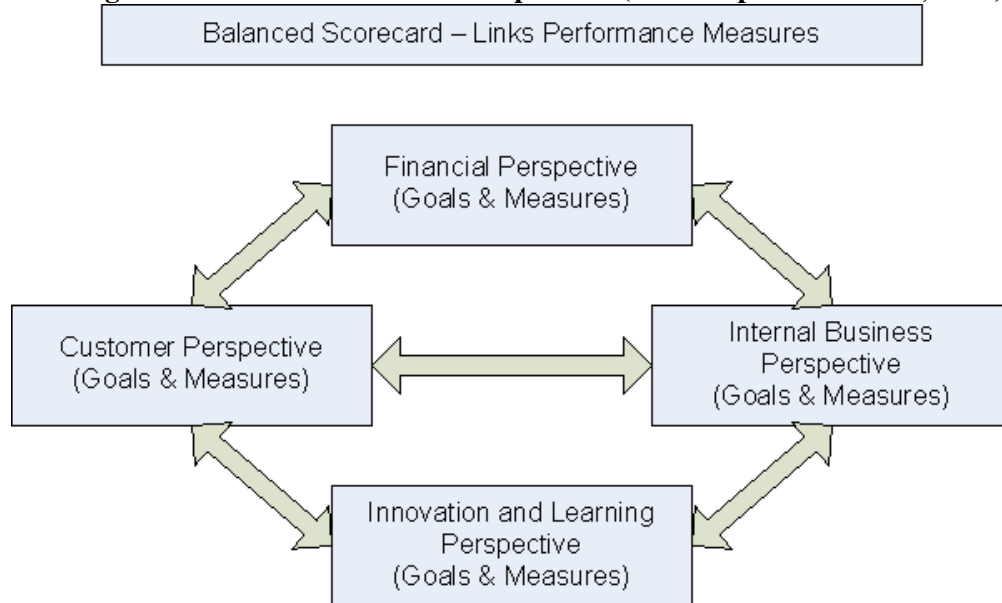 Balanced Scorecard – Links Performance Measures
Financial Perspective
(Goals & Measures)
Customer Perspective
(Goals & Measures)
Internal Business
Perspective
(Goals & Measures)
Innovation and Learning
Perspective
(Goals & Measures)